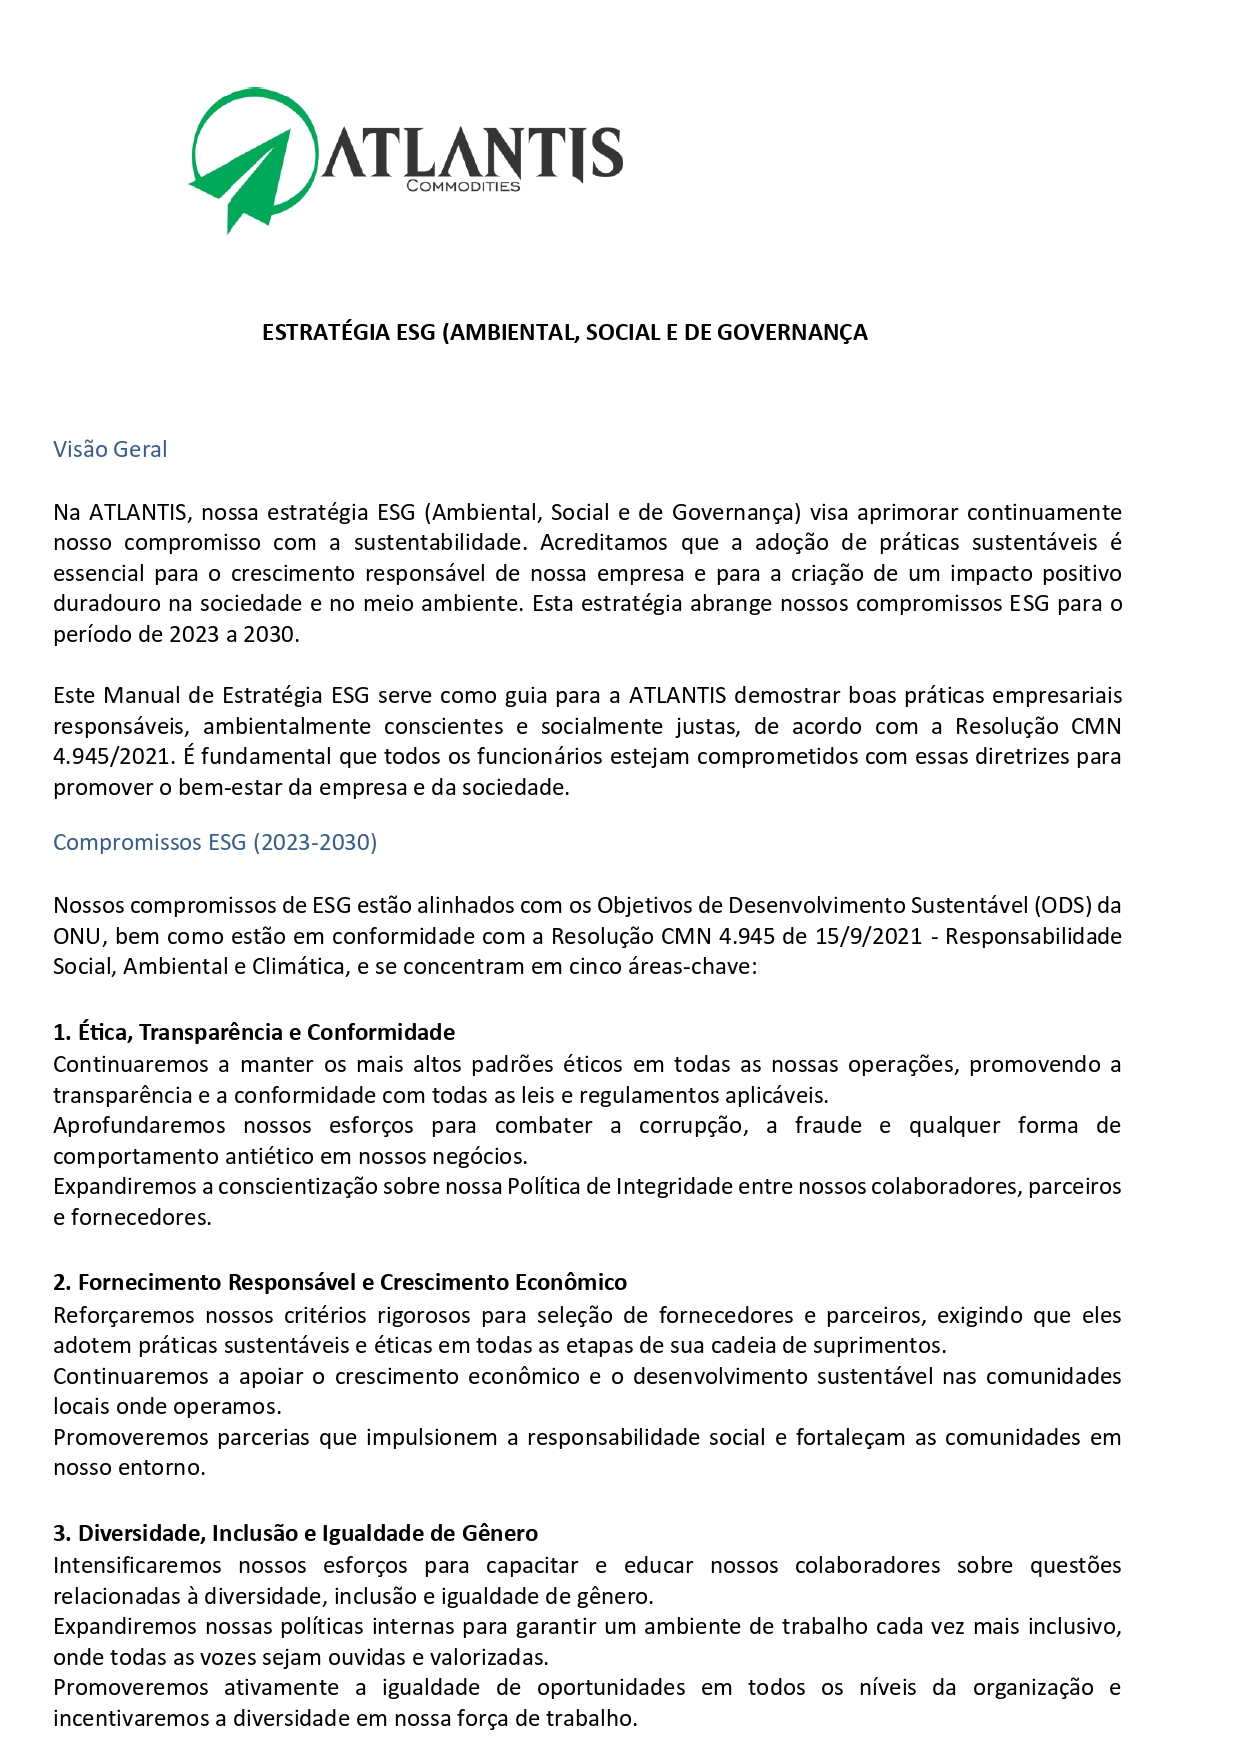 ATLANTIS
COMMODITIES
ESTRATÉGIA ESG (AMBIENTAL, SOCIAL E DE GOVERNANÇA
Visão Geral
Na ATLANTIS, nossa estratégia ESG (Ambiental, Social e de Governança) visa aprimorar continuamente
nosso compromisso com a sustentabilidade. Acreditamos que a adoção de práticas sustentáveis é
essencial para o crescimento responsável de nossa empresa e para a criação de um impacto positivo
duradouro na sociedade e no meio ambiente. Esta estratégia abrange nossos compromissos ESG para o
período de 2023 a 2030.
Este Manual de Estratégia ESG serve como guia para a ATLANTIS demostrar boas práticas empresariais
responsáveis, ambientalmente conscientes e socialmente justas, de acordo com a Resolução CMN
4.945/2021. É fundamental que todos os funcionários estejam comprometidos com essas diretrizes para
promover o bem-estar da empresa e da sociedade.
Compromissos ESG (2023-2030)
Nossos compromissos de ESG estão alinhados com os Objetivos de Desenvolvimento Sustentável (ODS) da
ONU, bem como estão em conformidade com a Resolução CMN 4.945 de 15/9/2021 - Responsabilidade
Social, Ambiental e Climática, e se concentram em cinco áreas-chave:
1. Ética, Transparência e Conformidade
Continuaremos a manter os mais altos padrões éticos em todas as nossas operações, promovendo a
transparência e a conformidade com todas as leis e regulamentos aplicáveis.
Aprofundaremos nossos esforços para combater a corrupção, a fraude e qualquer forma de
comportamento antiético em nossos negócios.
Expandiremos a conscientização sobre nossa Política de Integridade entre nossos colaboradores, parceiros
e fornecedores.
2. Fornecimento Responsável e Crescimento Econômico
Reforçaremos nossos critérios rigorosos para seleção de fornecedores e parceiros, exigindo que eles
adotem práticas sustentáveis e éticas em todas as etapas de sua cadeia de suprimentos.
Continuaremos a apoiar o crescimento econômico e o desenvolvimento sustentável nas comunidades
locais onde operamos.
Promoveremos parcerias que impulsionem a responsabilidade social e fortaleçam as comunidades em
nosso entorno.
3. Diversidade, Inclusão e Igualdade de Gênero
Intensificaremos nossos esforços para capacitar e educar nossos colaboradores sobre questões
relacionadas à diversidade, inclusão e igualdade de gênero.
Expandiremos nossas políticas internas para garantir um ambiente de trabalho cada vez mais inclusivo,
onde todas as vozes sejam ouvidas e valorizadas.
Promoveremos ativamente a igualdade de oportunidades em todos os níveis da organização e
incentivaremos a diversidade em nossa força de trabalho.